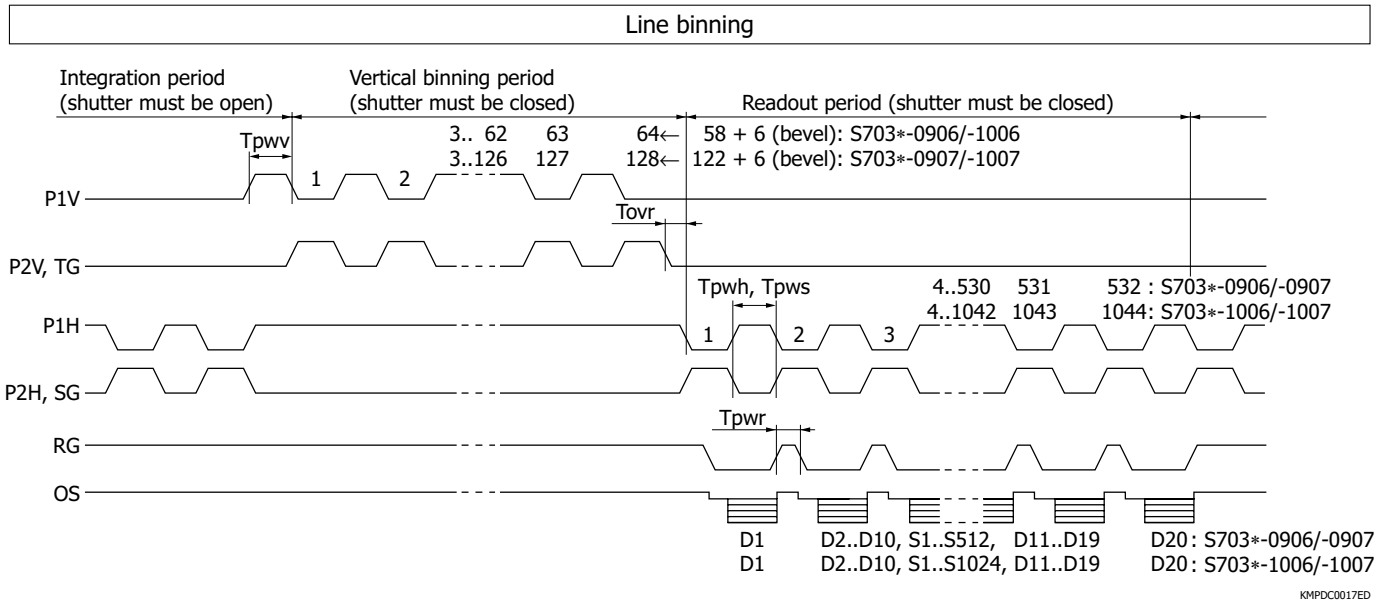 Line binning
Integration period
(shutter must be open)
Vertical binning period
(shutter must be closed)
Readout period (shutter must be closed)
Tpwv
3.. 62 63 64← 58 + 6 (bevel): S703*-0906/-1006
3..126 127 128← 122 + 6 (bevel): S703*-0907/-1007
P1V
1 2
Tovr
P2V, TG
Tpwh, Tpws
4..530 531 532 : S703*-0906/-0907
4..1042 1043 1044: S703*-1006/-1007
P1H
1 2 3
P2H, SG
Tpwr
RG
OS
D1 D2..D10, S1..S512, D11..D19 D20: S703*-0906/-0907
D1 D2..D10, S1..S1024, D11..D19 D20: S703*-1006/-1007
KMPDC0017ED